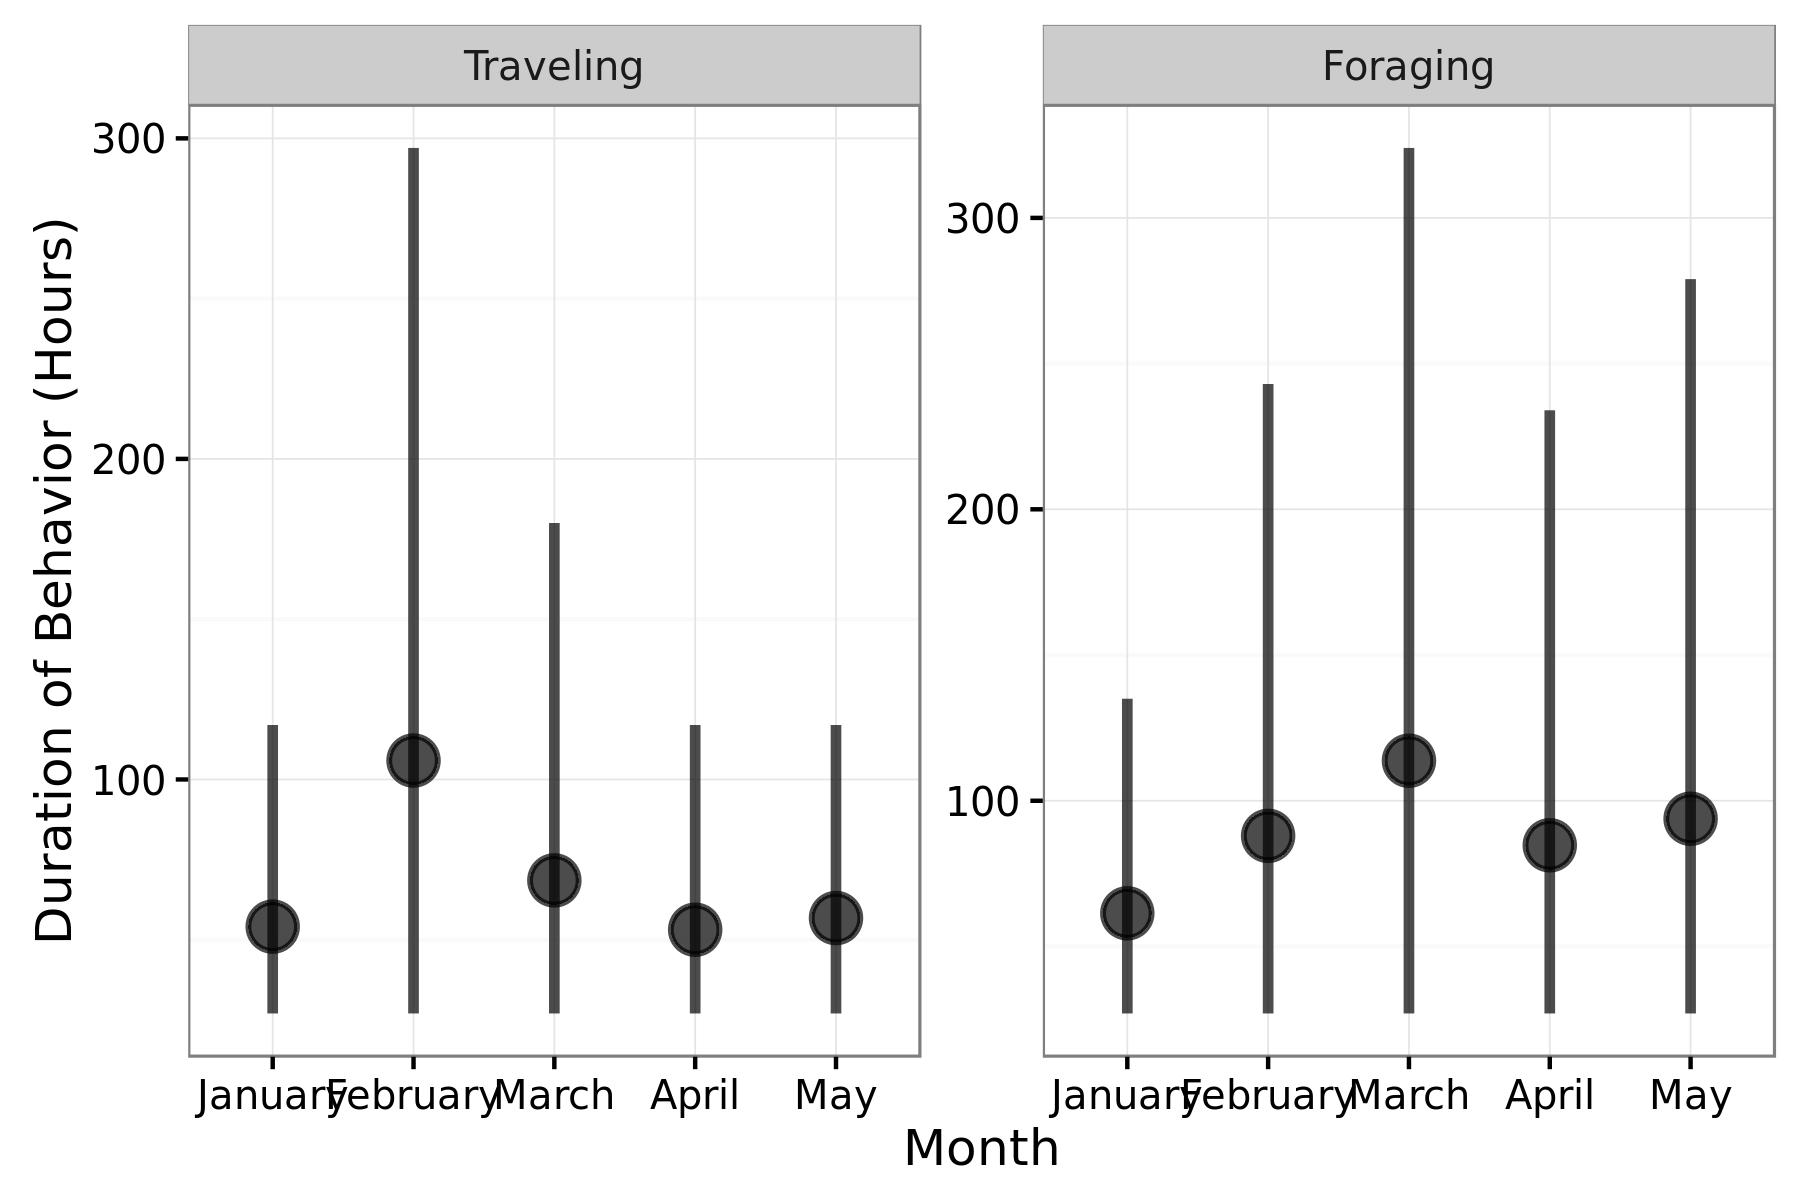 Traveling
Foraging
Duration of Behavior (Hours)
300
200
100
300
200
100
January February March April May
January February March April May
Month